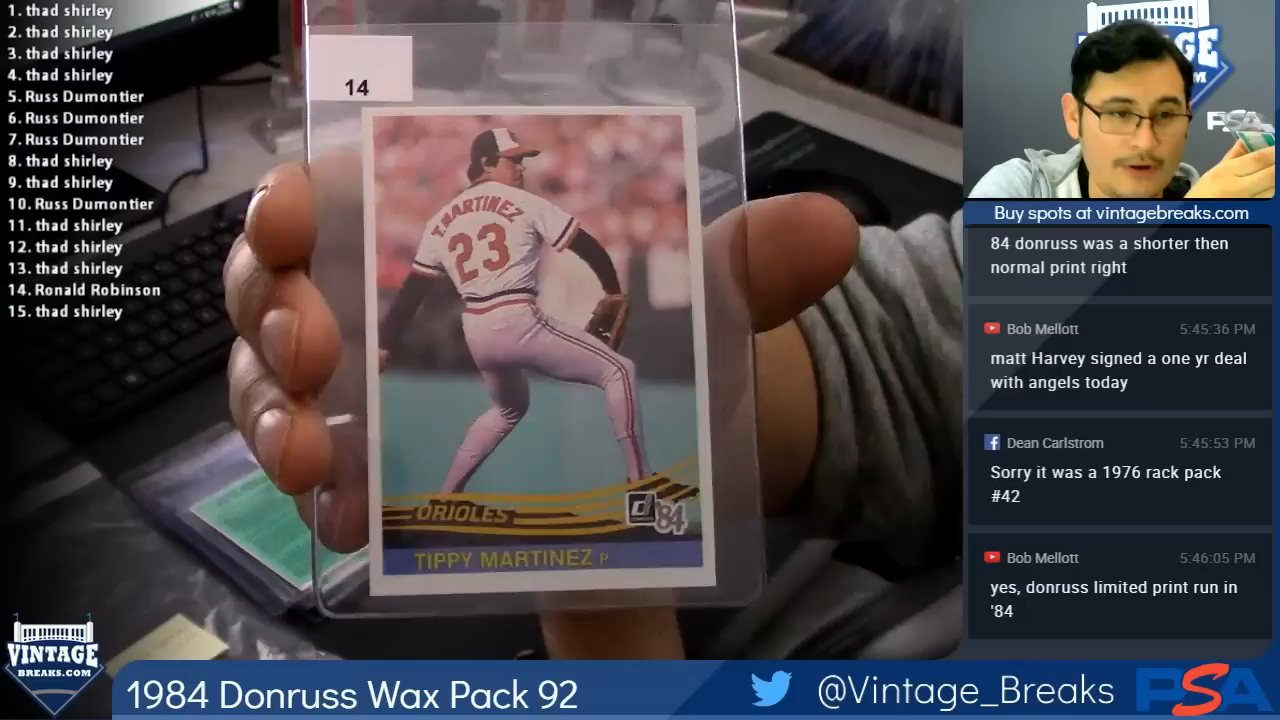 1. thad shirley
2. thad shirley
3. thad shirley
4. thad shirley
5. Russ Dumontier
6. Russ Dumontier
7. Russ Dumontier
8. thad shirley
9. thad shirley
10. Russ Dumontier
11. thad shirley
12. thad shirley
13. thad shirley
14. Ronald Robinson
15. thad shirley
14
T.MARTINEZ
23
ORIOLES
d '84
TIPPY MARTINEZ P
VINTAGE
PSA
Buy spots at vintagebreaks.com
84 donruss was a shorter then
normal print right
Bob Mellott 5:45:36 PM
matt Harvey signed a one yr deal
with angels today
Dean Carlstrom 5:45:53 PM
Sorry it was a 1976 rack pack
#42
Bob Mellott 5:46:05 PM
yes, donruss limited print run in
'84
VINTAGE
BREAKS.COM
1984 Donruss Wax Pack 92
@Vintage_Breaks
PSA